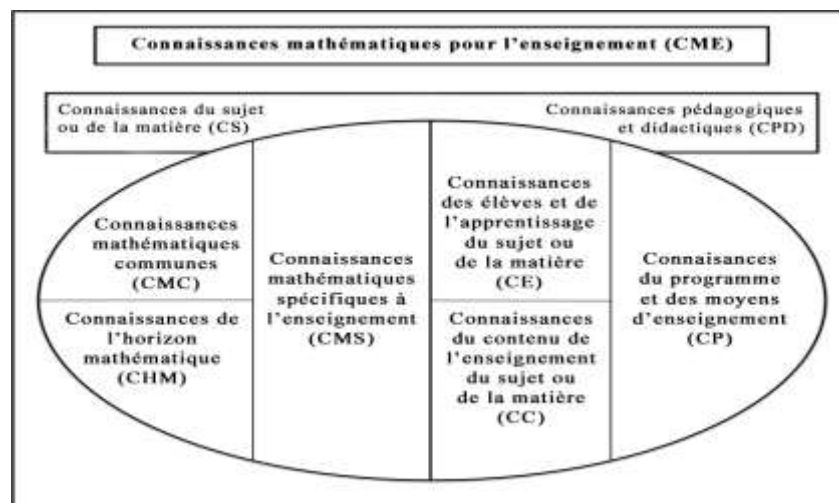 Connaissances mathématiques pour l'enseignement (CME)
Connaissances du sujet
ou de la matière (CS)
Connaissances pédagogiques
et didactiques (CPD)
Connaissances
mathématiques
communes
(CMC)
Connaissances de
l'horizon
mathématique
(CHM)
Connaissances
mathématiques
spécifiques à
l'enseignement
(CMS)
Connaissances
des élèves et de
l'apprentissage
du sujet ou
de la matière
(CE)
Connaissances
du contenu de
l'enseignement
du sujet ou
de la matière
(CC)
Connaisances
du programme
et des moyens
d'enseignement
(CP)